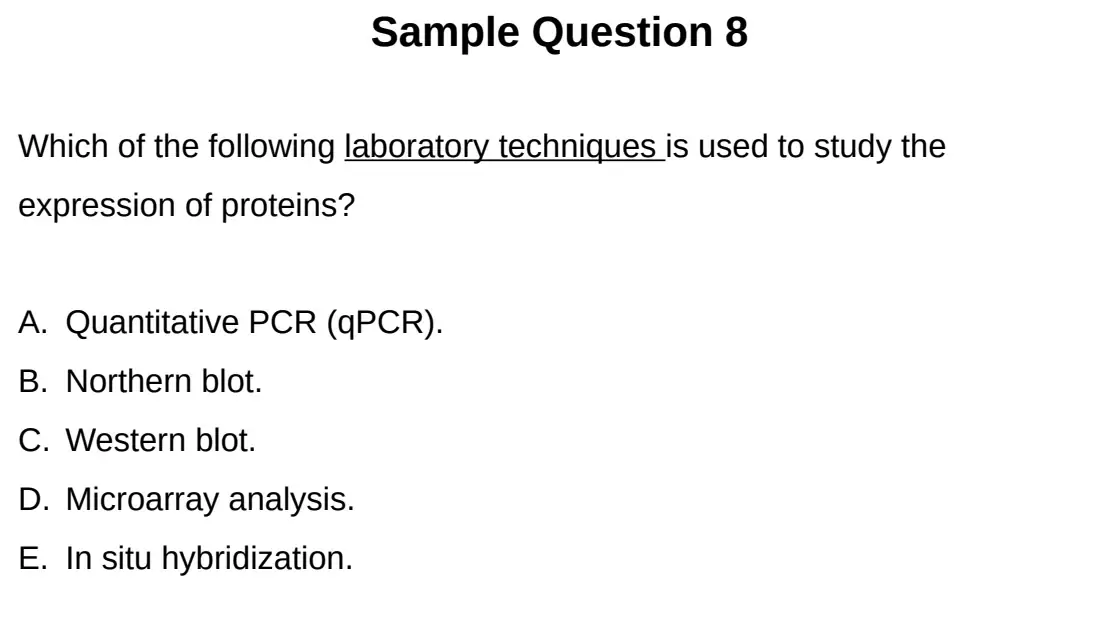 Sample Question 8
Which of the following laboratory techniques is used to study the
expression of proteins?
A. Quantitative PCR (qPCR).
B. Northern blot.
C. Western blot.
D. Microarray analysis.
E. In situ hybridization.